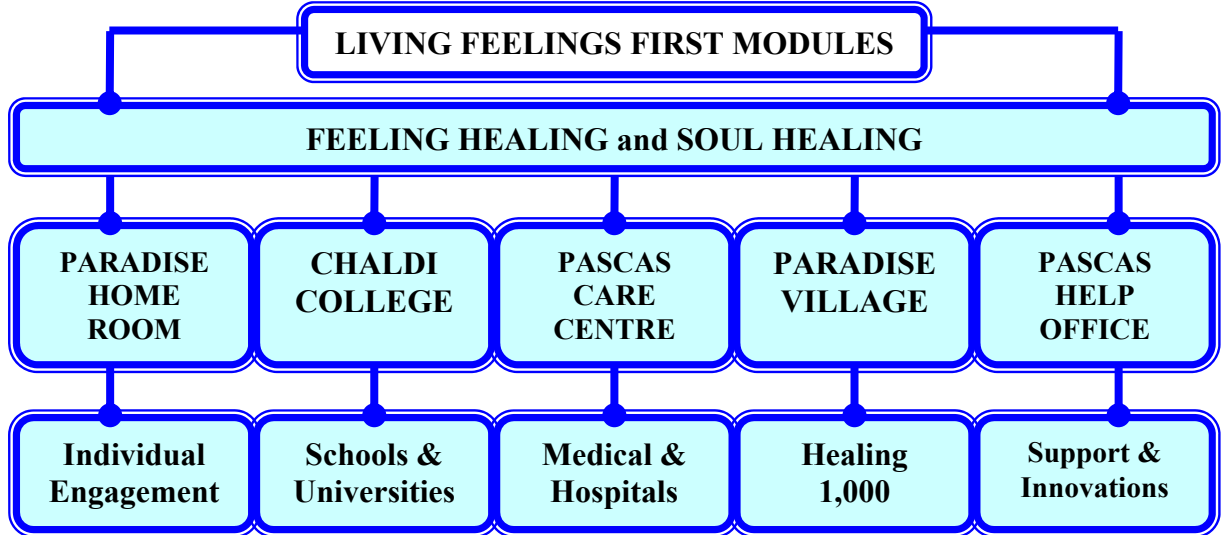 LIVING FEELINGS FIRST MODULES
FEELING HEALING and SOUL HEALING
PARADISE
HOME
ROOM
CHALDI
COLLEGE
PASCAS
CARE
CENTRE
PARADISE
VILLAGE
PASCAS
HELP
OFFICE
Individual
Engagement
Schools &
Universities
Medical &
Hospitals
Healing
1,000
Support &
Innovations